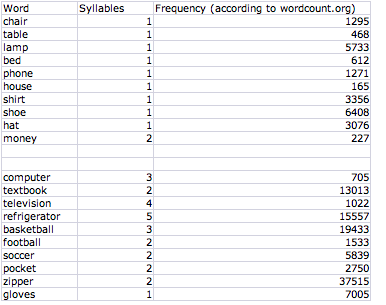 Word Syllables Frequency (according to wordcount.org)
chair 1 1295
table 1 468
lamp 1 5733
bed 1 612
phone 1 1271
house 1 165
shirt 1 3356
shoe 1 6408
hat 1 3076
money 2 227
computer 3 705
textbook 2 13013
television 4 1022
refrigerator 5 15557
basketball 3 19433
football 2 1533
soccer 2 5839
pocket 2 2750
zipper 2 37515
gloves 1 7005